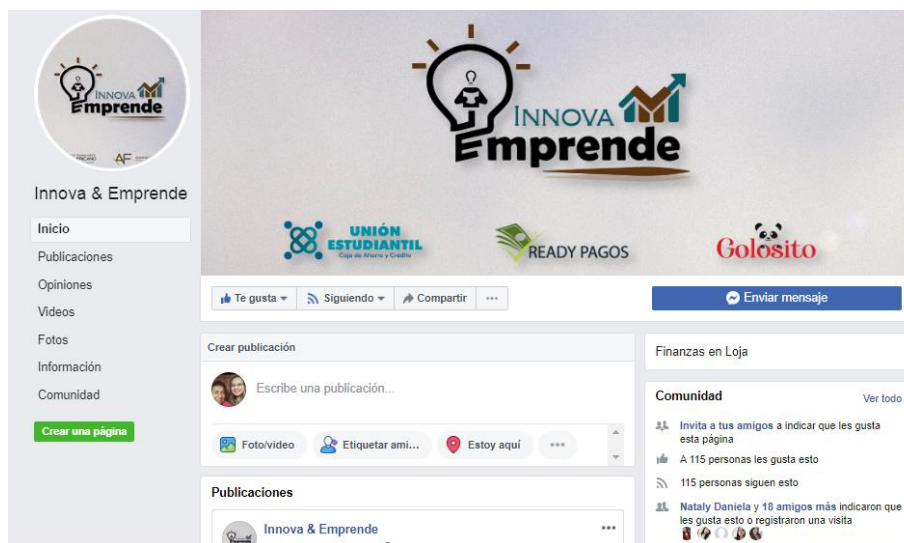 INNOVA
Emprende
AF
Innova & Emprende
Inicio
Publicaciones
Opiniones
Videos
Fotos
Información
Comunidad
Crear una página
INNOVA
Emprende
UNIÓN
ESTUDIANTIL
Caja de Ahorro y Crédito
READY PAGOS
Golosito
Te gusta
Siguiendo
Compartir
...
Enviar mensaje
Crear publicación
Escribe una publicación...
Foto/video
Etiquetar ami...
Estoy aquí
...
Publicaciones
Innova & Emprende
...
Finanzas en Loja
Comunidad
Ver todo
Invita a tus amigos a indicar que les gusta
esta página
A 115 personas les gusta esto
115 personas siguen esto
Nataly Daniela y 18 amigos más indicaron que
les gusta esto o registraron una visita